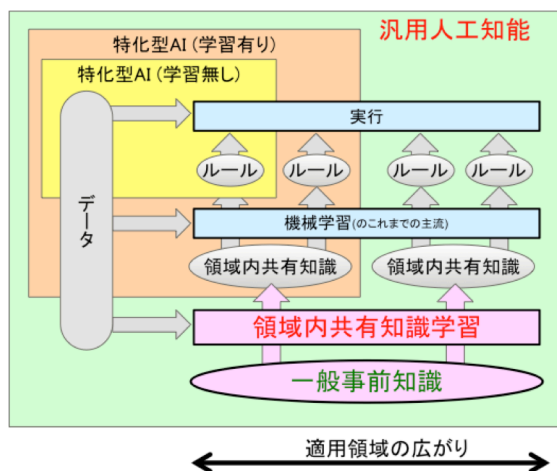 汎用人工知能
特化型AI (学習有り)
特化型AI (学習無し)
実行
ルール
ルール
ルール
ルール
データ
機械学習(のこれまでの主流)
領域内共有知識
領域内共有知識
領域内共有知識学習
一般事前知識
適用領域の広がり